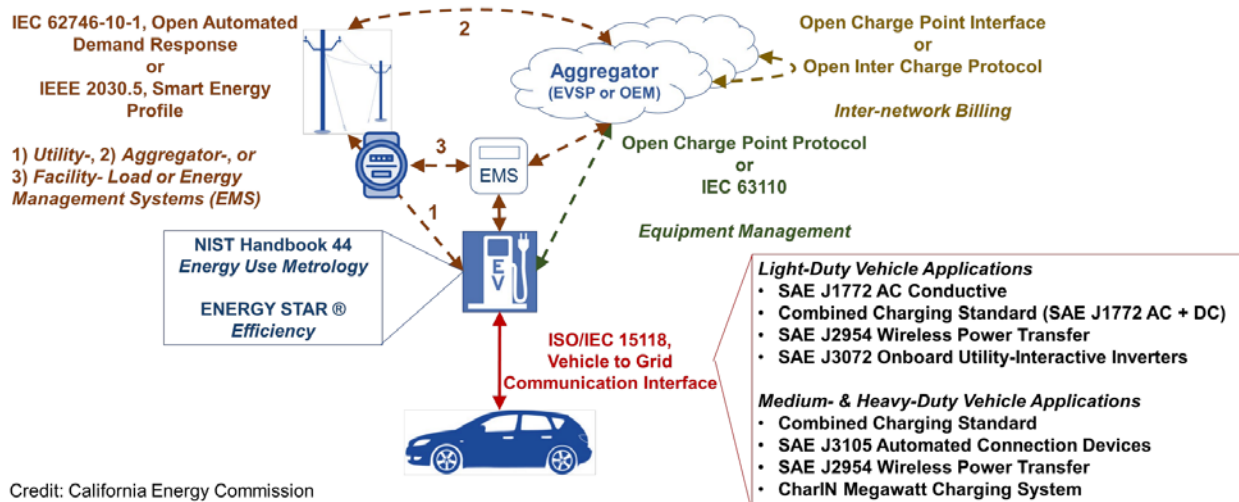 IEC 62746-10-1, Open Automated
Demand Response
or
IEEE 2030.5, Smart Energy
Profile
1) Utility-, 2) Aggregator-, or
3) Facility- Load or Energy
Management Systems (EMS)
2
Aggregator
(EVSP or OEM)
Open Charge Point Interface
or
Open Inter Charge Protocol
Inter-network Billing
3
EMS
1
Open Charge Point Protocol
or
IEC 63110
Equipment Management
NIST Handbook 44
Energy Use Metrology
ENERGY STAR ®
Efficiency
E
V
ISO/IEC 15118,
Vehicle to Grid
Communication Interface
Light-Duty Vehicle Applications
• SAE J1772 AC Conductive
• Combined Charging Standard (SAE J1772 AC + DC)
• SAE J2954 Wireless Power Transfer
• SAE J3072 Onboard Utility-Interactive Inverters
Medium- & Heavy-Duty Vehicle Applications
• Combined Charging Standard
• SAE J3105 Automated Connection Devices
• SAE J2954 Wireless Power Transfer
• CharIN Megawatt Charging System
Credit: California Energy Commission